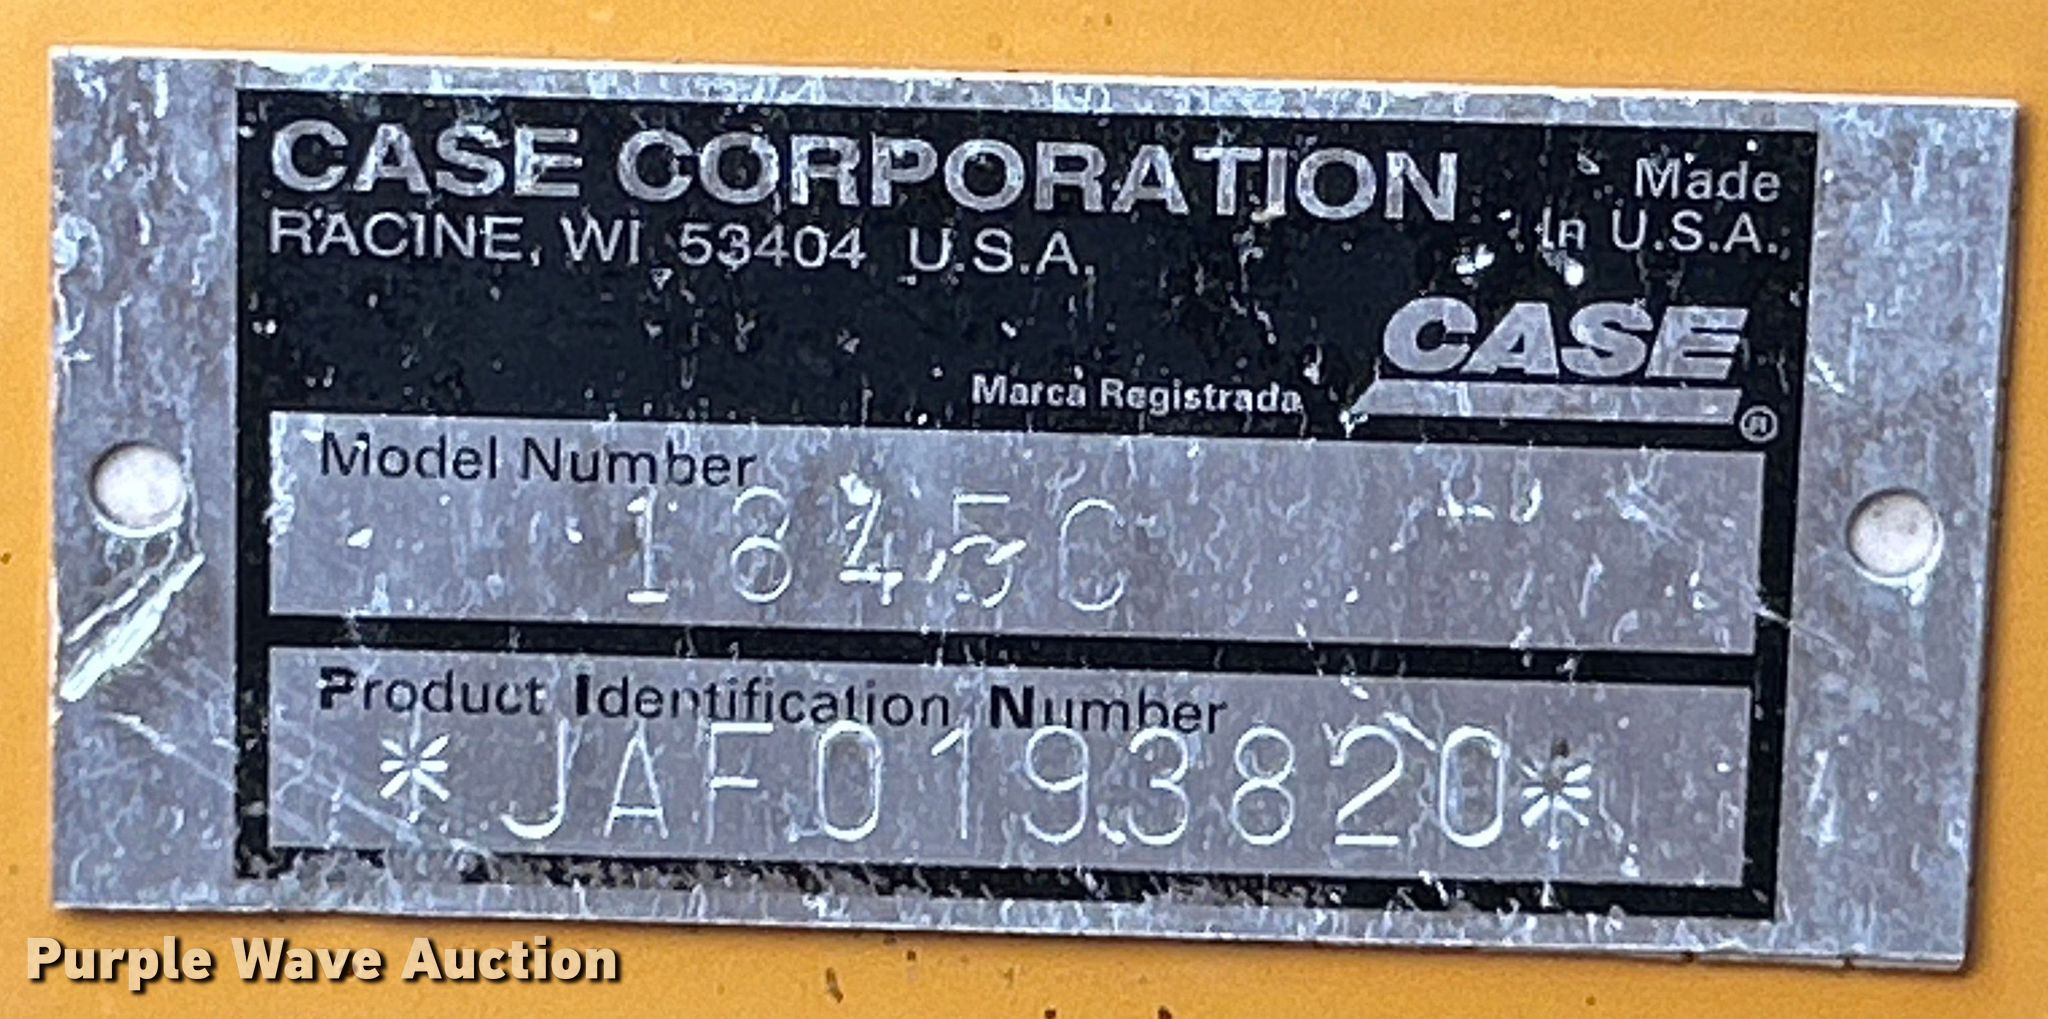 CASE CORPORATION
RACINE, WI 53404 U.S.A.
Made
In U.S.A.
CASE
®
Marca Registrada
Model Number
1845C
Product Identification Number
*JAF0193820*
Purple Wave Auction